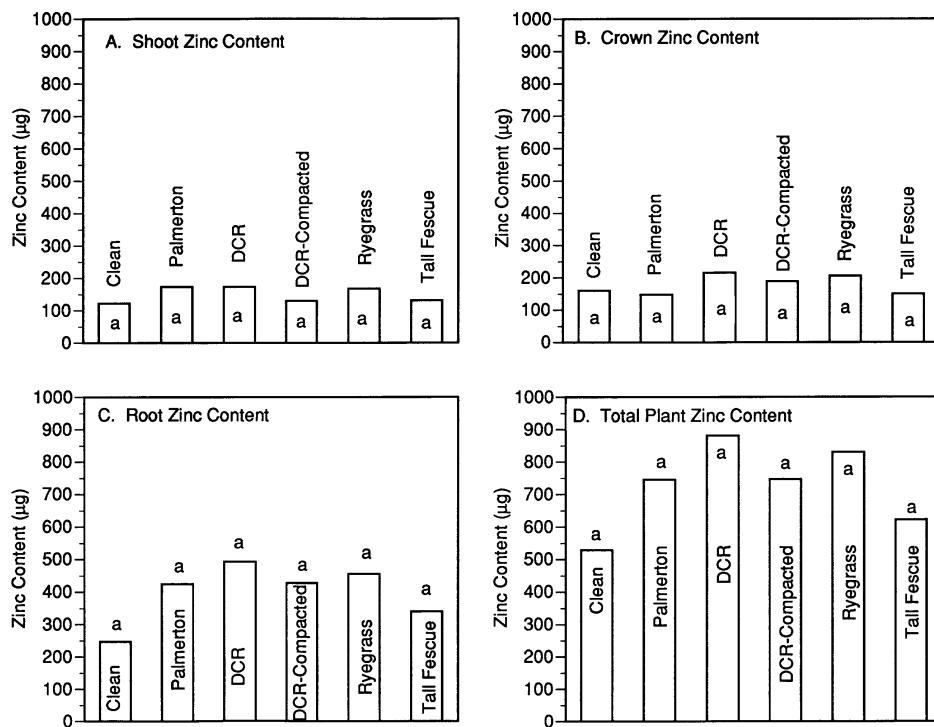 A. Shoot Zinc Content
Zinc Content (µg)
1000
900
800
700
600
500
400
300
200
100
0
Clean
Palmerton
DCR
DCR-Compacted
Ryegrass
Tall Fescue
a
a
a
a
a
a
B. Crown Zinc Content
Zinc Content (µg)
1000
900
800
700
600
500
400
300
200
100
0
Clean
Palmerton
DCR
DCR-Compacted
Ryegrass
Tall Fescue
a
a
a
a
a
a
C. Root Zinc Content
Zinc Content (µg)
1000
900
800
700
600
500
400
300
200
100
0
a
a
a
a
a
a
Clean
Palmerton
DCR
DCR-Compacted
Ryegrass
Tall Fescue
D. Total Plant Zinc Content
Zinc Content (µg)
1000
900
800
700
600
500
400
300
200
100
0
a
a
a
a
a
a
Clean
Palmerton
DCR
DCR-Compacted
Ryegrass
Tall Fescue